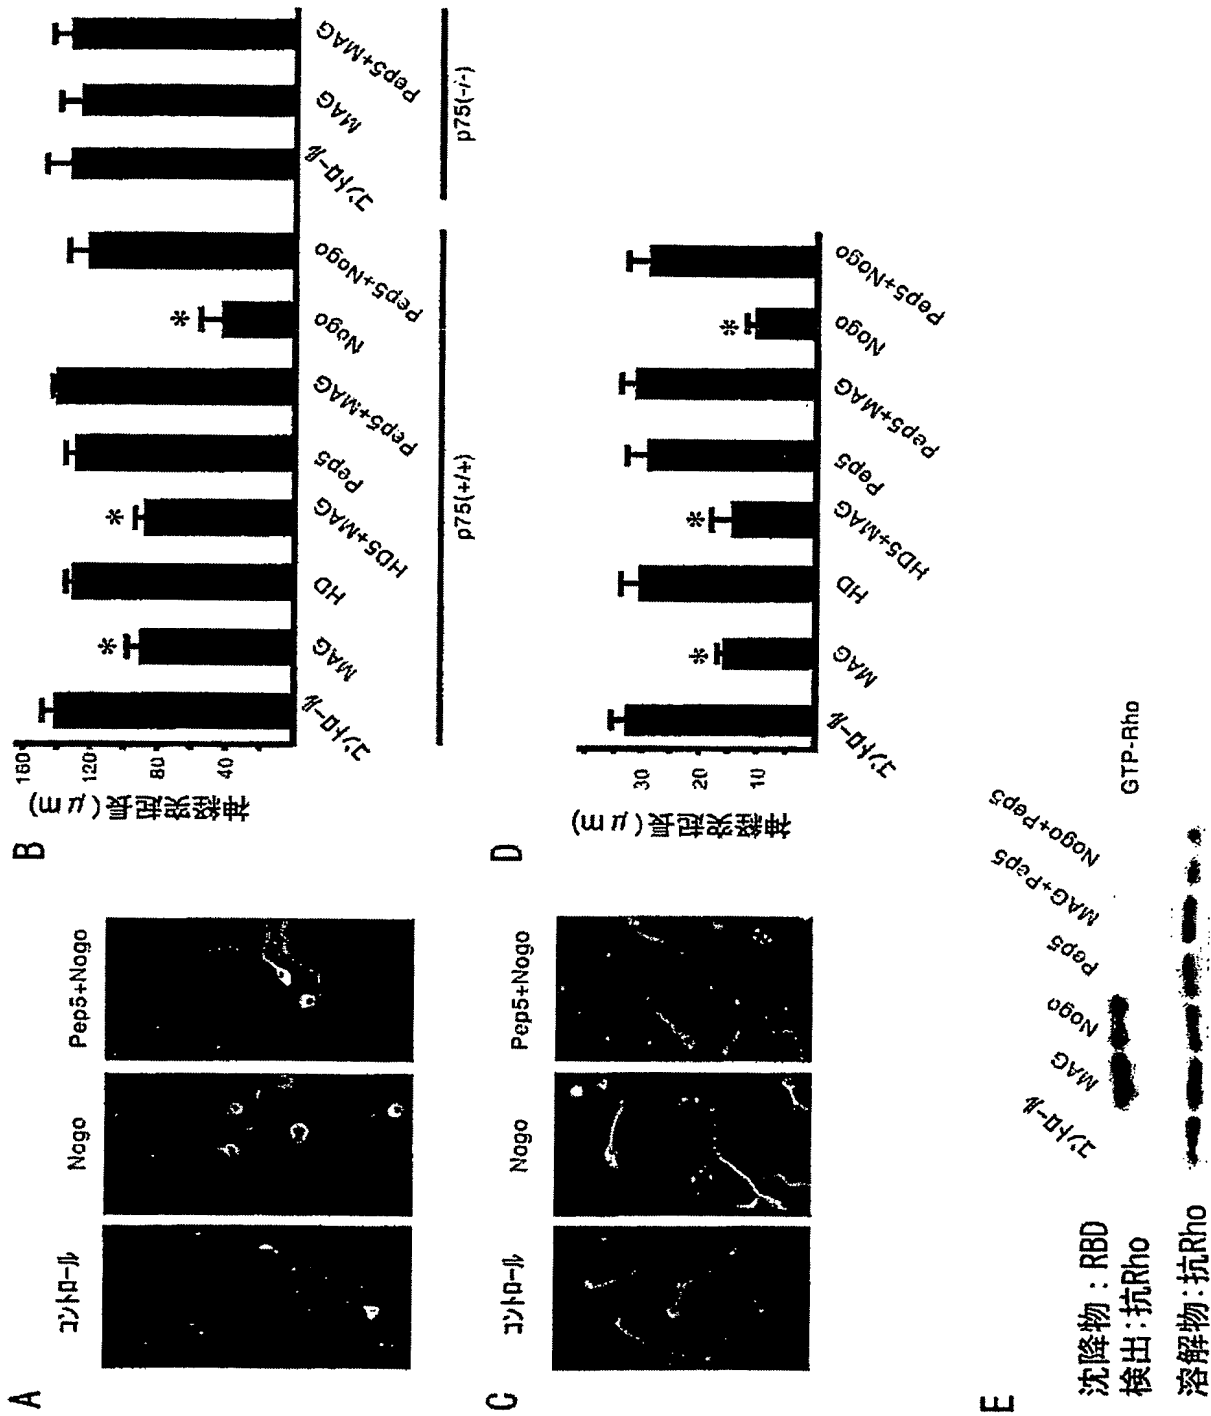 A
コントロール
Nogo
Pep5+Nogo
B
神経突起長(μm)
160
120
80
40
コントロール
MAG
HD
HD5+MAG
Pep5
Pep5+MAG
Nogo
Pep5+Nogo
コントロール
MAG
Pep5+MAG
*
*
*
p75(+/+)
p75(-/-)
C
コントロール
Nogo
Pep5+Nogo
D
神経突起長(μm)
30
20
10
コントロール
MAG
HD
HD5+MAG
Pep5
Pep5+MAG
Nogo
Pep5+Nogo
*
*
*
E
コントロール
MAG
Nogo
Pep5
MAG+Pep5
Nogo+Pep5
沈降物:RBD
検出:抗Rho
GTP-Rho
溶解物:抗Rho